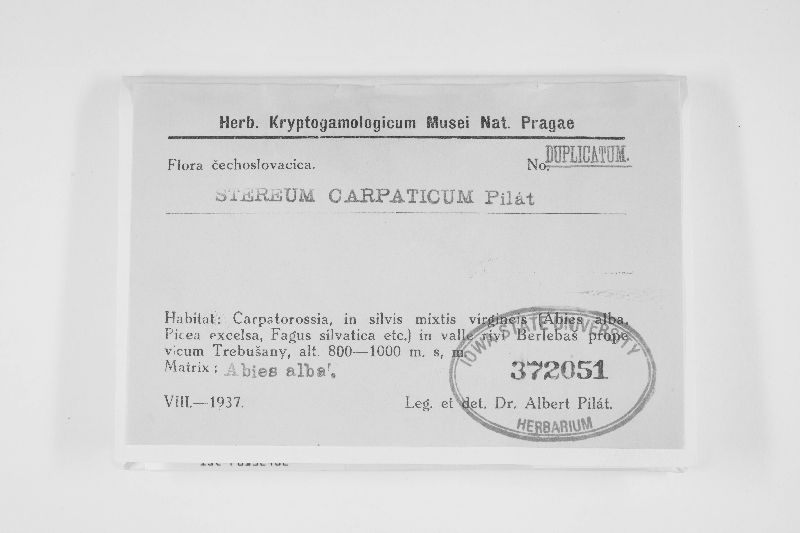 Herb. Kryptogamologicum Musei Nat. Pragae
Flora čechoslovacica. No. DUPLICATUM.
STEREUM CARPATICUM Pilát
Habitat: Carpatorossia, in silvis mixtis virgineis (Abies alba,
Picea excelsa, Fagus silvatica etc.) in valle rivi Berlebaš prope
vicum Trebušany, alt. 800—1000 m. s. m.
Matrix: Abies alba.
VIII.—1937. Leg. et det. Dr. Albert Pilát.
IOWA STATE UNIVERSITY
372051
HERBARIUM